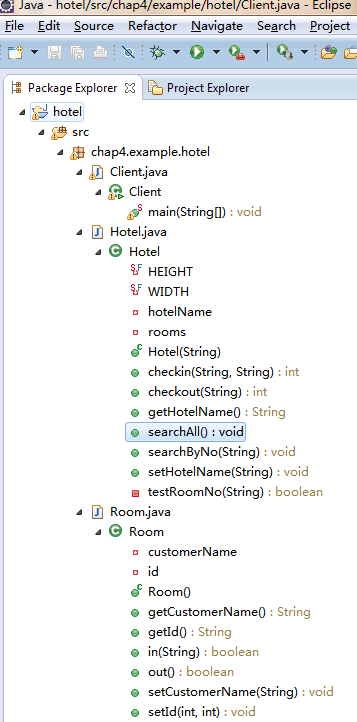 Java - hotel/src/chap4/example/hotel/Client.java - Eclipse
File Edit Source Refactor Navigate Search Project
Package Explorer Project Explorer
hotel
src
chap4.example.hotel
Client.java
Client
main(String[]) : void
Hotel.java
Hotel
HEIGHT
WIDTH
hotelName
rooms
Hotel(String)
checkin(String, String) : int
checkout(String) : int
getHotelName() : String
searchAll() : void
searchByNo(String) : void
setHotelName(String) : void
testRoomNo(String) : boolean
Room.java
Room
customerName
id
Room()
getCustomerName() : String
getId() : String
in(String) : boolean
out() : boolean
setCustomerName(String) : void
setId(int, int) : void